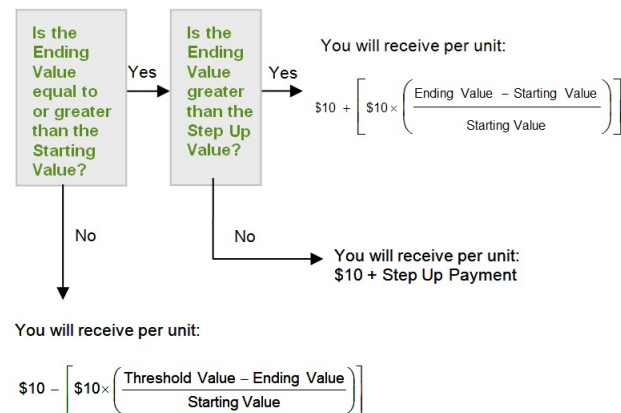 Is the
Ending
Value
equal to
or greater
than the
Starting
Value?
Yes
Is the
Ending
Value
greater
than the
Step Up
Value?
Yes
You will receive per unit:
$10 + [ $10 × ( Ending Value – Starting Value
Starting Value ) ]
No
No
You will receive per unit:
$10 + Step Up Payment
You will receive per unit:
$10 – [ $10× ( Threshold Value – Ending Value
Starting Value ) ]